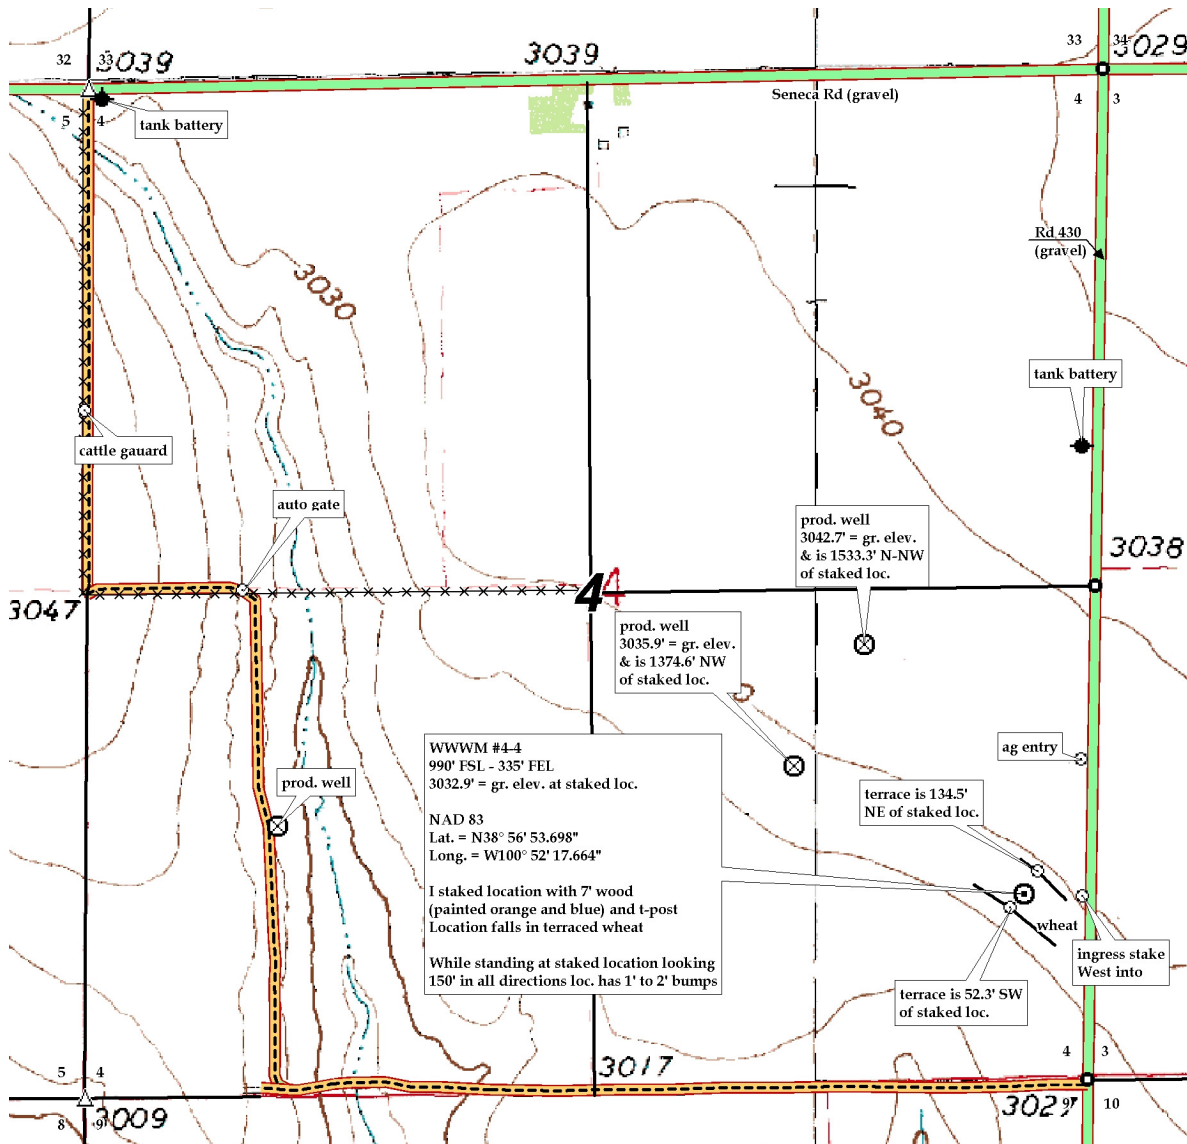 32
33
3039
3039
33
34
3029
Seneca Rd (gravel)
4
3
5
4
tank battery
Rd 430
(gravel)
3030
tank battery
3040
cattle gauard
auto gate
prod. well
3042.7' = gr. elev.
& is 1533.3' N-NW
of staked loc.
3038
3047
4
4
prod. well
3035.9' = gr. elev.
& is 1374.6' NW
of staked loc.
WWWM #4-4
990' FSL - 335' FEL
3032.9' = gr. elev. at staked loc.
NAD 83
Lat. = N38° 56' 53.698"
Long. = W100° 52' 17.664"
I staked location with 7' wood
(painted orange and blue) and t-post
Location falls in terraced wheat
While standing at staked location looking
150' in all directions loc. has 1' to 2' bumps
ag entry
prod. well
terrace is 134.5'
NE of staked loc.
wheat
ingress stake
West into
terrace is 52.3' SW
of staked loc.
3017
4
3
5
4
3027
9
10
8
9
3009